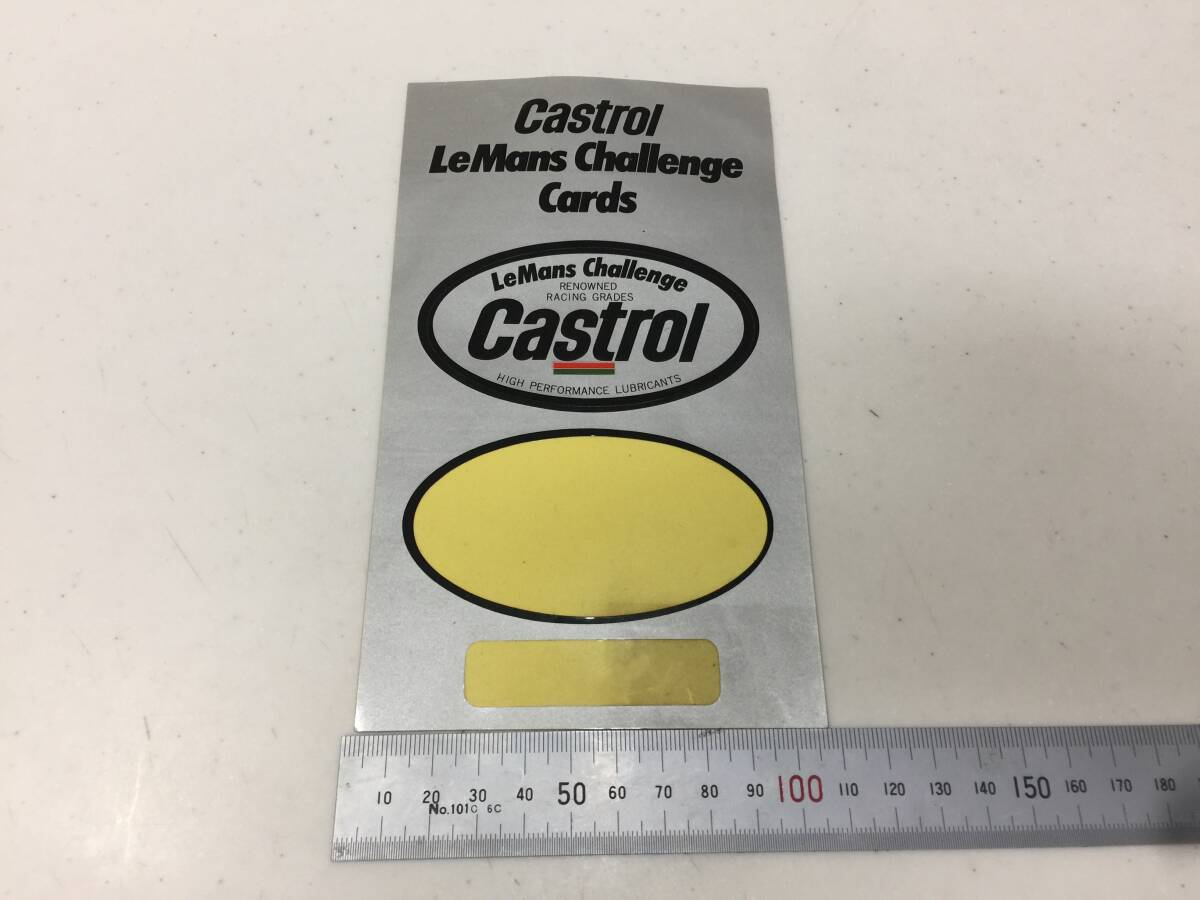 Castrol
LeMans Challenge
Cards
LeMans Challenge
RENOWNED
RACING GRADES
Castrol
HIGH PERFORMANCE LUBRICANTS
10 20 30 40 50 60 70 80 90 100 110 120 130 140 150 160 170 180
No.101C 6C